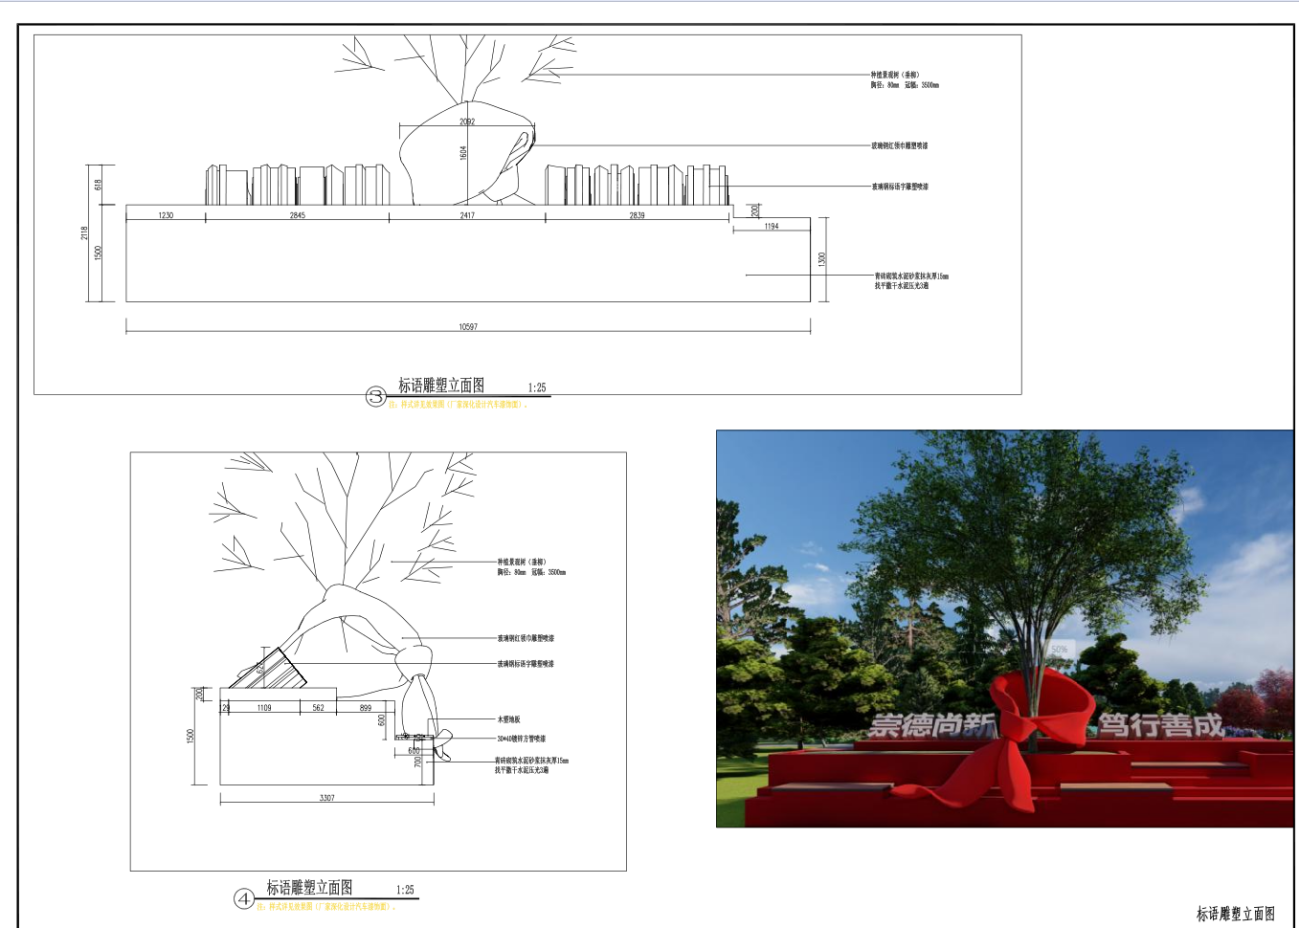 种植景观树（垂柳）
胸径：80mm 冠幅：3500mm
2092
1604
玻璃钢红领巾雕塑喷漆
玻璃钢标语字雕塑喷漆
618
2118
1500
1230
2845
2417
2839
200
1194
1300
青砖砌筑水泥砂浆抹灰厚15mm
找平撒干水泥压光3遍
10597
③ 标语雕塑立面图 1:25
种植景观树（垂柳）
胸径：80mm 冠幅：3500mm
玻璃钢红领巾雕塑喷漆
玻璃钢标语字雕塑喷漆
200
129
1109
562
899
600
1500
木塑地板
30*40镀锌方管喷漆
600
700
青砖砌筑水泥砂浆抹灰厚15mm
找平撒干水泥压光3遍
3307
④ 标语雕塑立面图 1:25
50%
崇德尚新
笃行善成
标语雕塑立面图